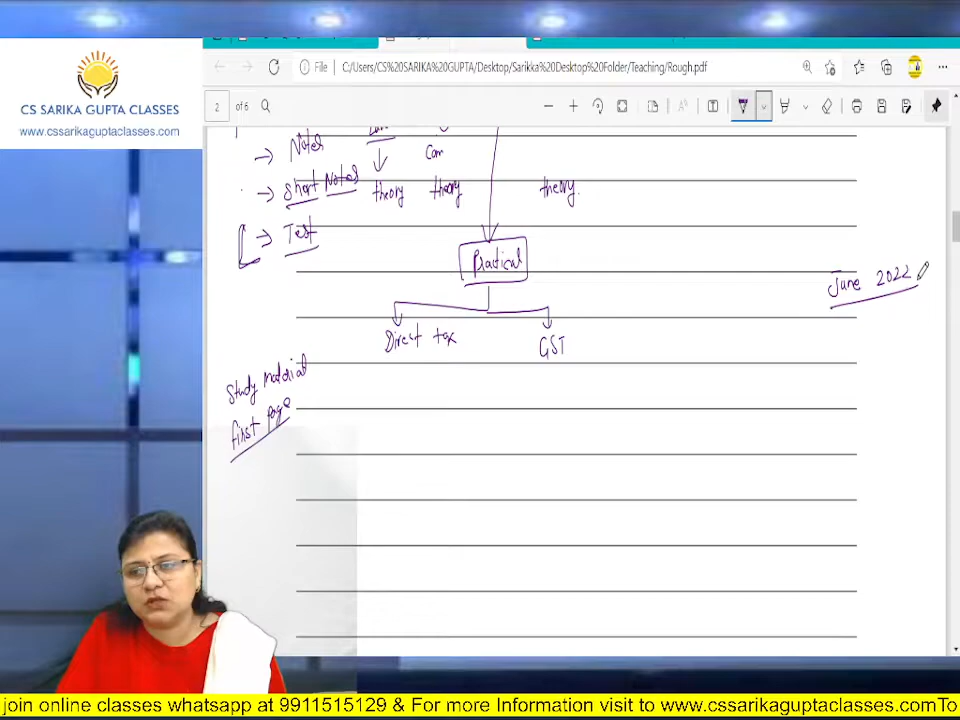 CS SARIKA GUPTA CLASSES
www.cssarikaguptaclasses.com
File C:/Users/CS%20SARIKA%20GUPTA/Desktop/Sarikka%20Desktop%20Folder/Teaching/Rough.pdf
2 of 6
→ Notes
Com
→ Short Notes theory theory theory.
→ Test
Practical
June 2022
Direct tax GST
Study material
first page
join online classes whatsapp at 9911515129 & For more Information visit to www.cssarikaguptaclasses.comTo